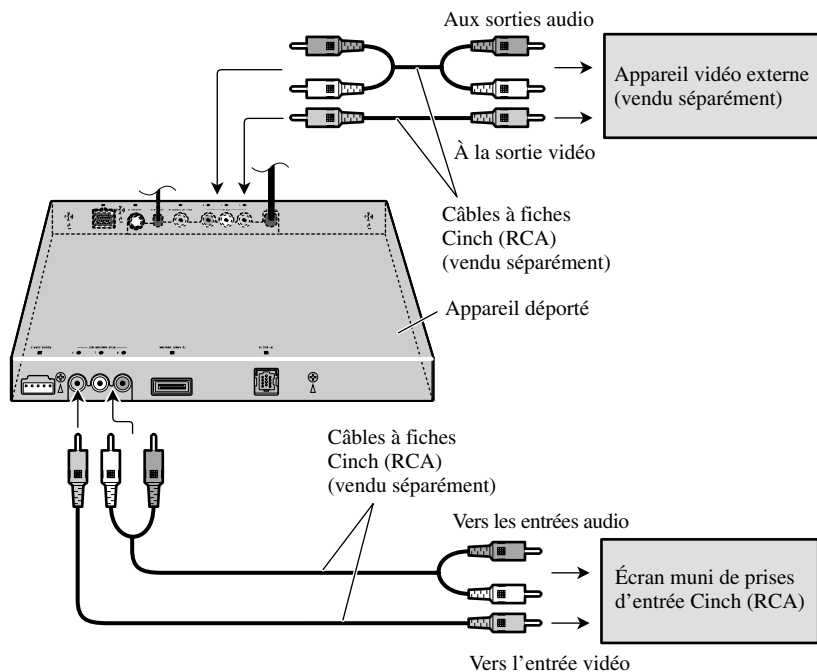 Aux sorties audio
Appareil vidéo externe
(vendu séparément)
À la sortie vidéo
Câbles à fiches
Cinch (RCA)
(vendu séparément)
Appareil déporté
Câbles à fiches
Cinch (RCA)
(vendu séparément)
Vers les entrées audio
Écran muni de prises
d’entrée Cinch (RCA)
Vers l’entrée vidéo